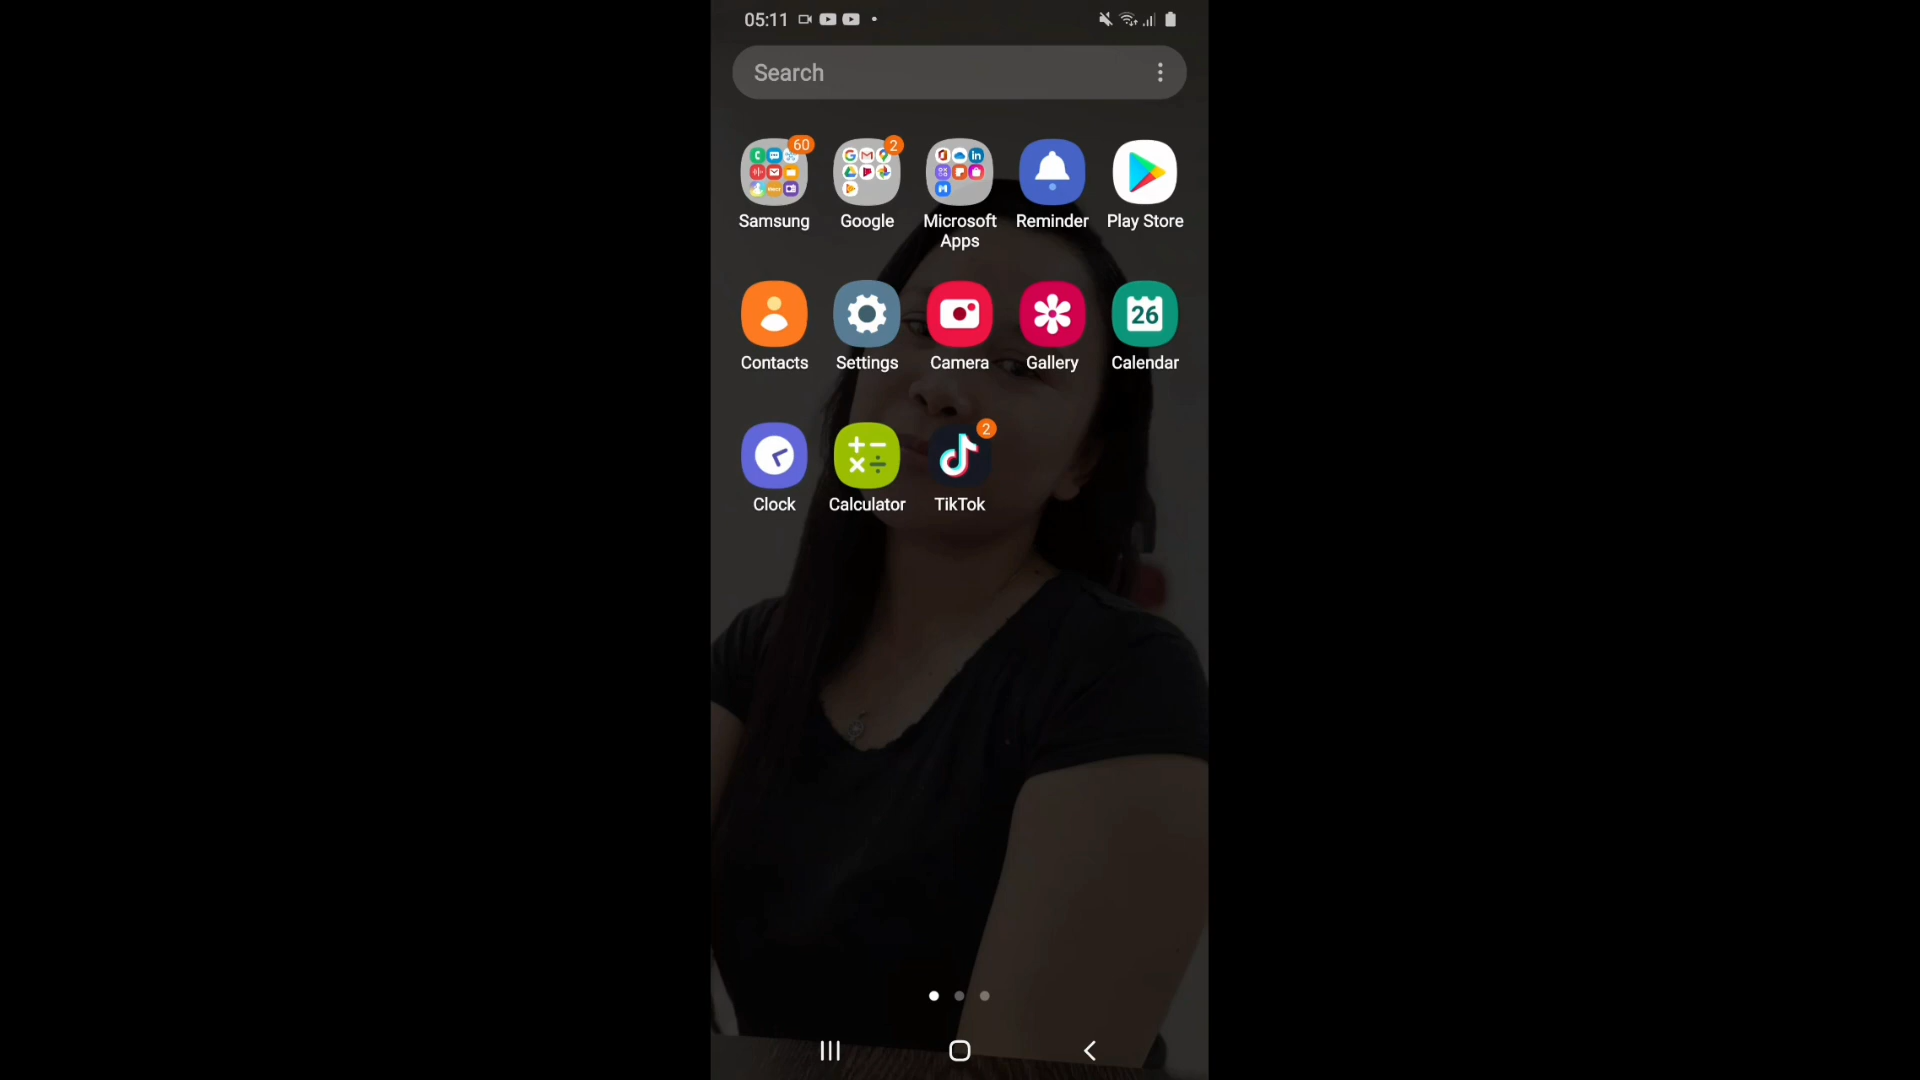 05:11
Search
60
2
Samsung
Google
Microsoft
Apps
Reminder
Play Store
26
Contacts
Settings
Camera
Gallery
Calendar
2
Clock
Calculator
TikTok